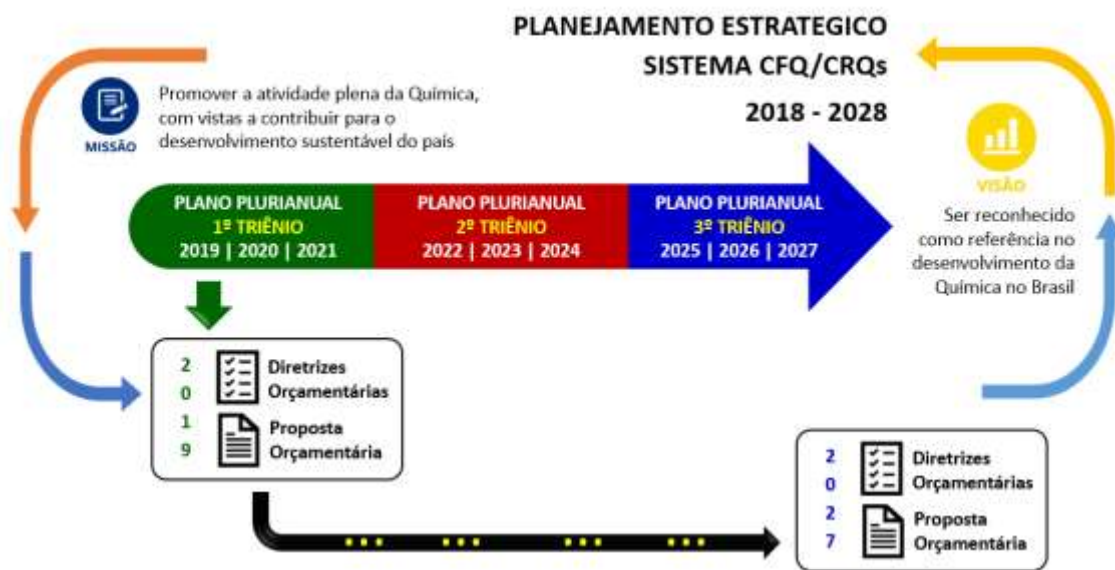 PLANEJAMENTO ESTRATEGICO
SISTEMA CFQ/CRQs
2018 - 2028
MISSÃO
Promover a atividade plena da Química,
com vistas a contribuir para o
desenvolvimento sustentável do país
VISÃO
Ser reconhecido
como referência no
desenvolvimento da
Química no Brasil
PLANO PLURIANUAL
1º TRIÊNIO
2019 | 2020 | 2021
PLANO PLURIANUAL
2º TRIÊNIO
2022 | 2023 | 2024
PLANO PLURIANUAL
3º TRIÊNIO
2025 | 2026 | 2027
2
0
1
9
Diretrizes
Orçamentárias
Proposta
Orçamentária
2
0
2
7
Diretrizes
Orçamentárias
Proposta
Orçamentária